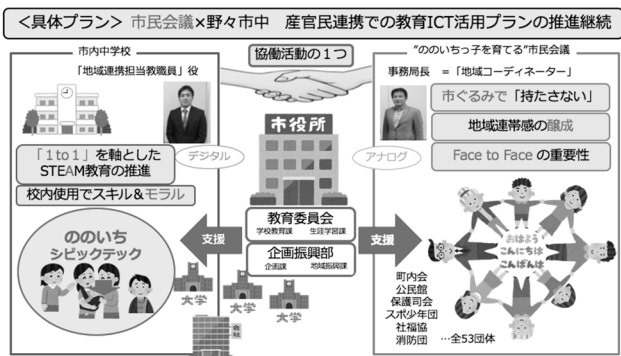 ＜具体プラン＞ 市民会議×野々市中　産官民連携での教育ICT活用プランの推進継続
市内中学校
「地域連携担当教職員」役
「１to１」を軸とした
STEAM教育の推進
校内使用でスキル＆モラル
ののいち
シビックテック
協働活動の１つ
市役所
デジタル
アナログ
教育委員会
学校教育課　生涯学習課
企画振興部
企画課　地域振興課
支援
支援
大学
大学
大学
会社
"ののいちっ子を育てる"市民会議
事務局長　＝「地域コーディネーター」
市ぐるみで「持たさない」
地域連帯感の醸成
Face to Face の重要性
おはよう
こんにちは
こんばんは
町内会
公民館
保護司会
スポ少年団
社福協
消防団　…全53団体